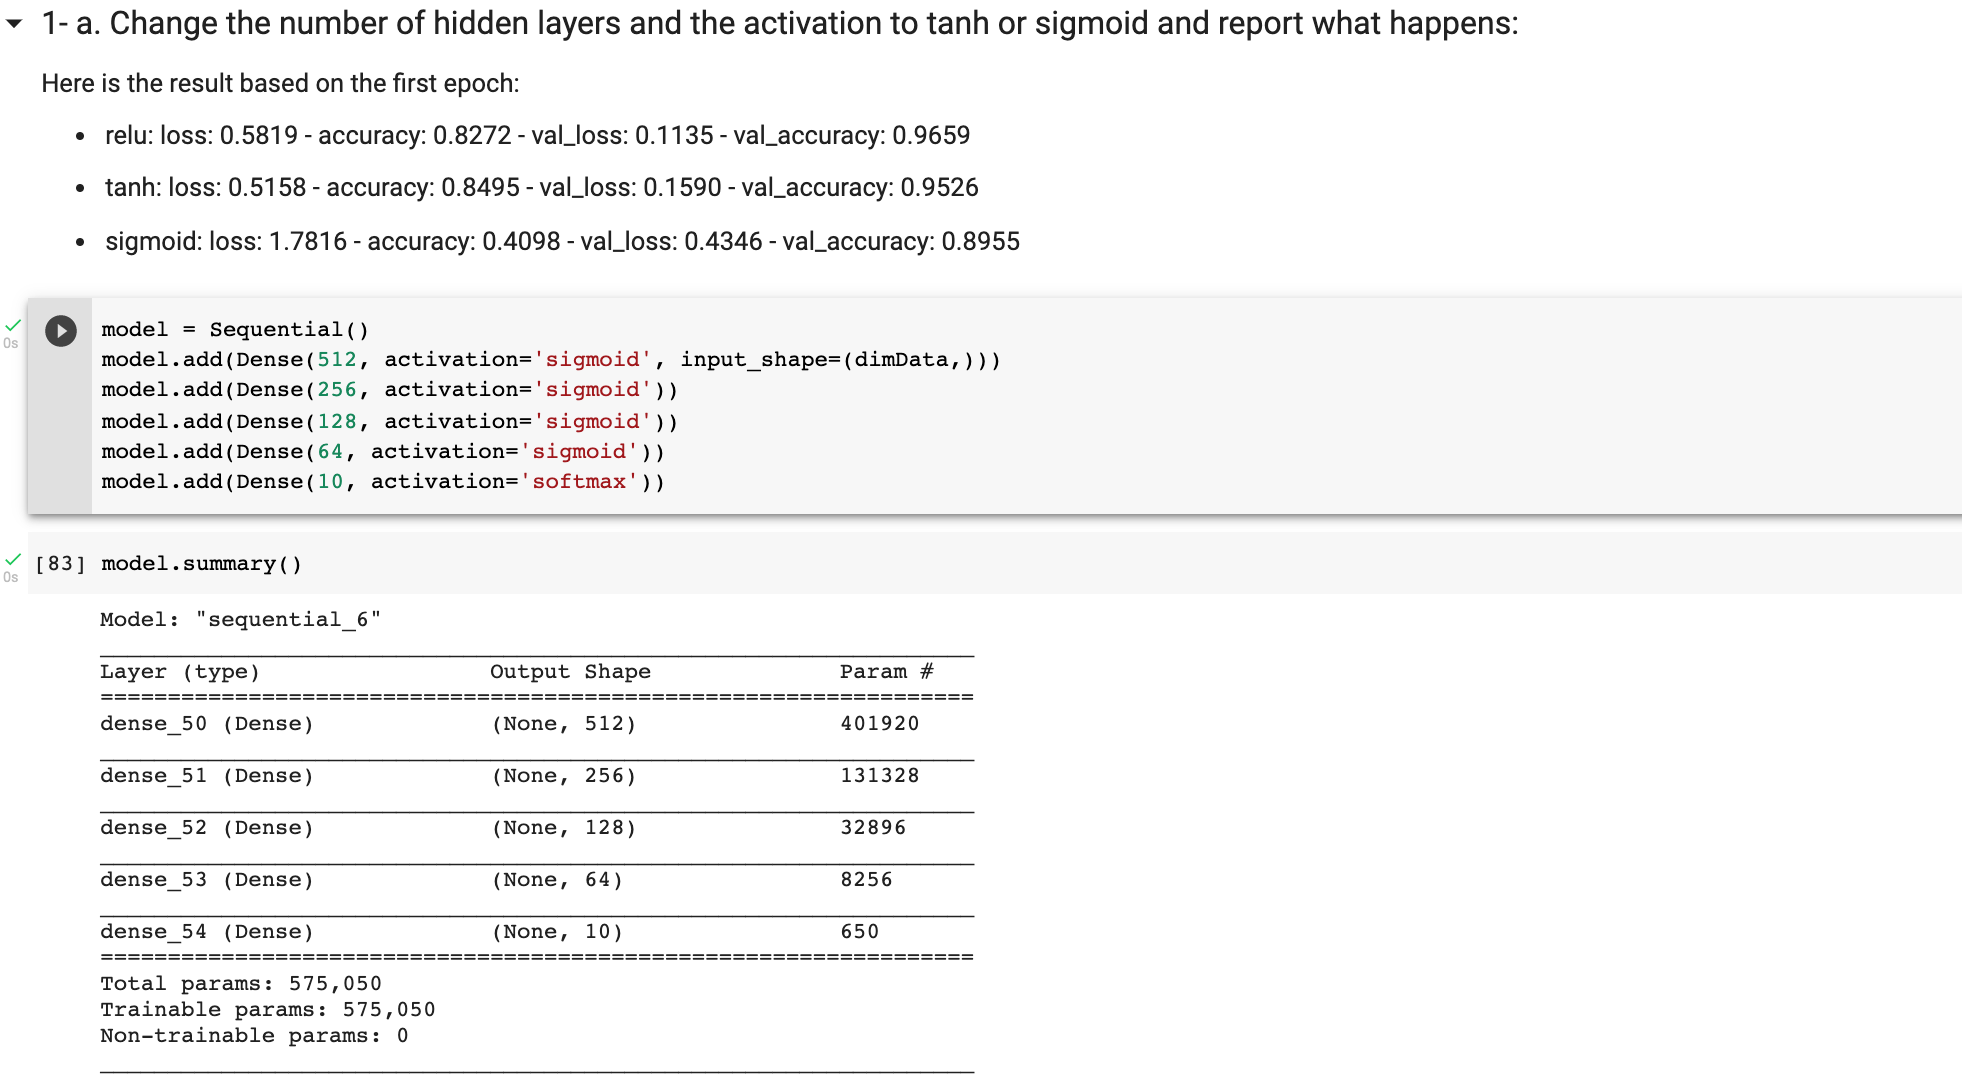 1- a. Change the number of hidden layers and the activation to tanh or sigmoid and report what happens:
Here is the result based on the first epoch:
• relu: loss: 0.5819 - accuracy: 0.8272 - val_loss: 0.1135 - val_accuracy: 0.9659
• tanh: loss: 0.5158 - accuracy: 0.8495 - val_loss: 0.1590 - val_accuracy: 0.9526
• sigmoid: loss: 1.7816 - accuracy: 0.4098 - val_loss: 0.4346 - val_accuracy: 0.8955
0s
model = Sequential()
model.add(Dense(512, activation='sigmoid', input_shape=(dimData,)))
model.add(Dense(256, activation='sigmoid'))
model.add(Dense(128, activation='sigmoid'))
model.add(Dense(64, activation='sigmoid'))
model.add(Dense(10, activation='softmax'))
0s
[83] model.summary()
Model: "sequential_6"
_________________________________________________________________
Layer (type) Output Shape Param #
=================================================================
dense_50 (Dense) (None, 512) 401920
_________________________________________________________________
dense_51 (Dense) (None, 256) 131328
_________________________________________________________________
dense_52 (Dense) (None, 128) 32896
_________________________________________________________________
dense_53 (Dense) (None, 64) 8256
_________________________________________________________________
dense_54 (Dense) (None, 10) 650
=================================================================
Total params: 575,050
Trainable params: 575,050
Non-trainable params: 0
_________________________________________________________________